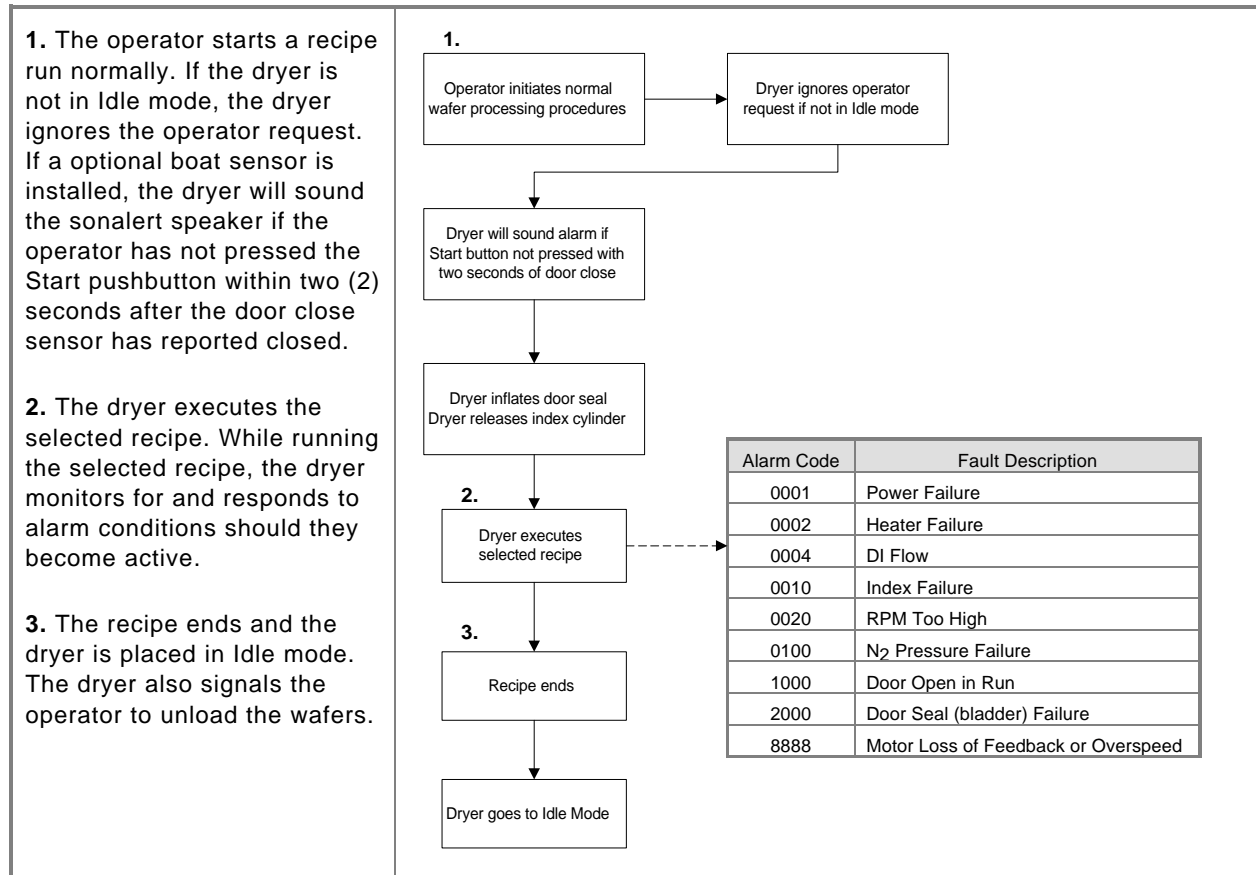 1. The operator starts a recipe
run normally. If the dryer is
not in Idle mode, the dryer
ignores the operator request.
If a optional boat sensor is
installed, the dryer will sound
the sonalert speaker if the
operator has not pressed the
Start pushbutton within two (2)
seconds after the door close
sensor has reported closed.
2. The dryer executes the
selected recipe. While running
the selected recipe, the dryer
monitors for and responds to
alarm conditions should they
become active.
3. The recipe ends and the
dryer is placed in Idle mode.
The dryer also signals the
operator to unload the wafers.
1.
Operator initiates normal
wafer processing procedures
Dryer ignores operator
request if not in Idle mode
Dryer will sound alarm if
Start button not pressed with
two seconds of door close
Dryer inflates door seal
Dryer releases index cylinder
2.
Dryer executes
selected recipe
3.
Recipe ends
Dryer goes to Idle Mode
Alarm Code Fault Description
0001 Power Failure
0002 Heater Failure
0004 DI Flow
0010 Index Failure
0020 RPM Too High
0100 N2 Pressure Failure
1000 Door Open in Run
2000 Door Seal (bladder) Failure
8888 Motor Loss of Feedback or Overspeed